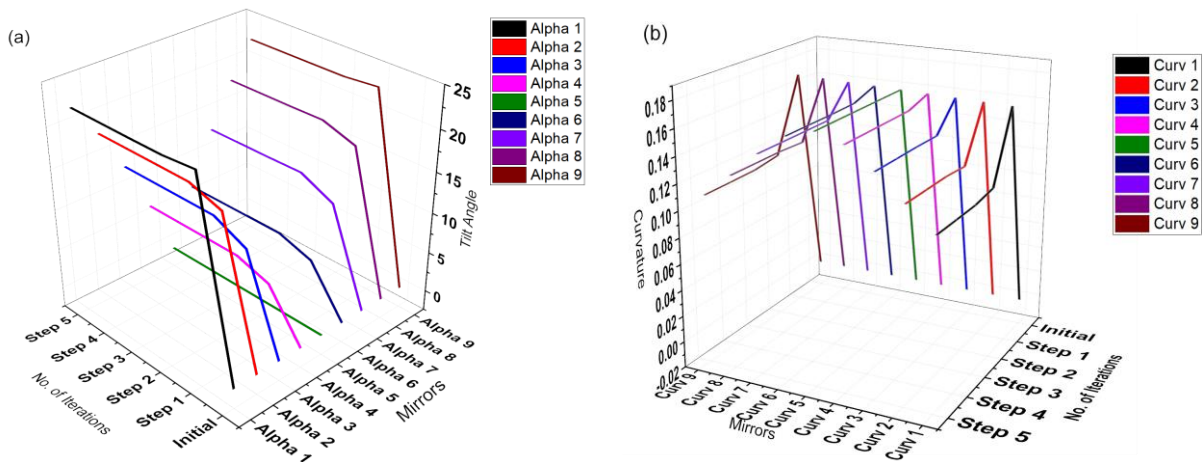 (a)
Alpha 1
Alpha 2
Alpha 3
Alpha 4
Alpha 5
Alpha 6
Alpha 7
Alpha 8
Alpha 9
25
20
15
10
5
0
Tilt Angle
Step 5
Step 4
Step 3
Step 2
Step 1
Initial
No. of Iterations
Alpha 9
Alpha 8
Alpha 7
Alpha 6
Alpha 5
Alpha 4
Alpha 3
Alpha 2
Alpha 1
Mirrors
(b)
Curv 1
Curv 2
Curv 3
Curv 4
Curv 5
Curv 6
Curv 7
Curv 8
Curv 9
0.18
0.16
0.14
0.12
0.10
0.08
0.06
0.04
0.02
0.00
-0.02
Curvature
Curv 9
Curv 8
Curv 7
Curv 6
Curv 5
Curv 4
Curv 3
Curv 2
Curv 1
Mirrors
Initial
Step 1
Step 2
Step 3
Step 4
Step 5
No. of Iterations